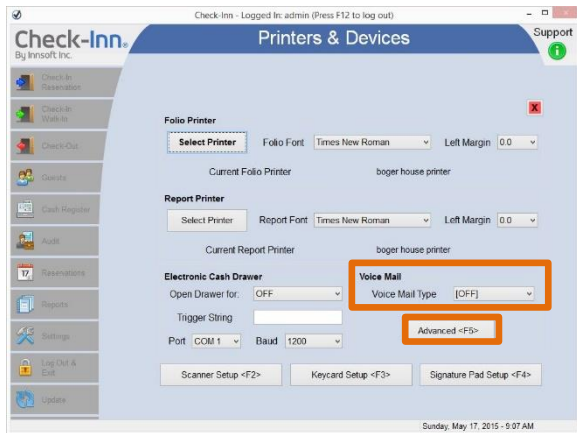 Check-Inn - Logged In: admin (Press F12 to log out)
Check-Inn®
By Innsoft Inc.
Printers & Devices
Support
Check-In
Reservation
Check-In
Walk-In
Check-Out
Guests
Cash Register
Audit
17
Reservations
Reports
Settings
Log Out &
Exit
Update
X
Folio Printer
Select Printer Folio Font Times New Roman Left Margin 0.0
Current Folio Printer boger house printer
Report Printer
Select Printer Report Font Times New Roman Left Margin 0.0
Current Report Printer boger house printer
Electronic Cash Drawer Voice Mail
Open Drawer for: OFF Voice Mail Type [OFF]
Trigger String
Advanced <F5>
Port COM 1 Baud 1200
Scanner Setup <F2> Keycard Setup <F3> Signature Pad Setup <F4>
Sunday, May 17, 2015 - 9:07 AM